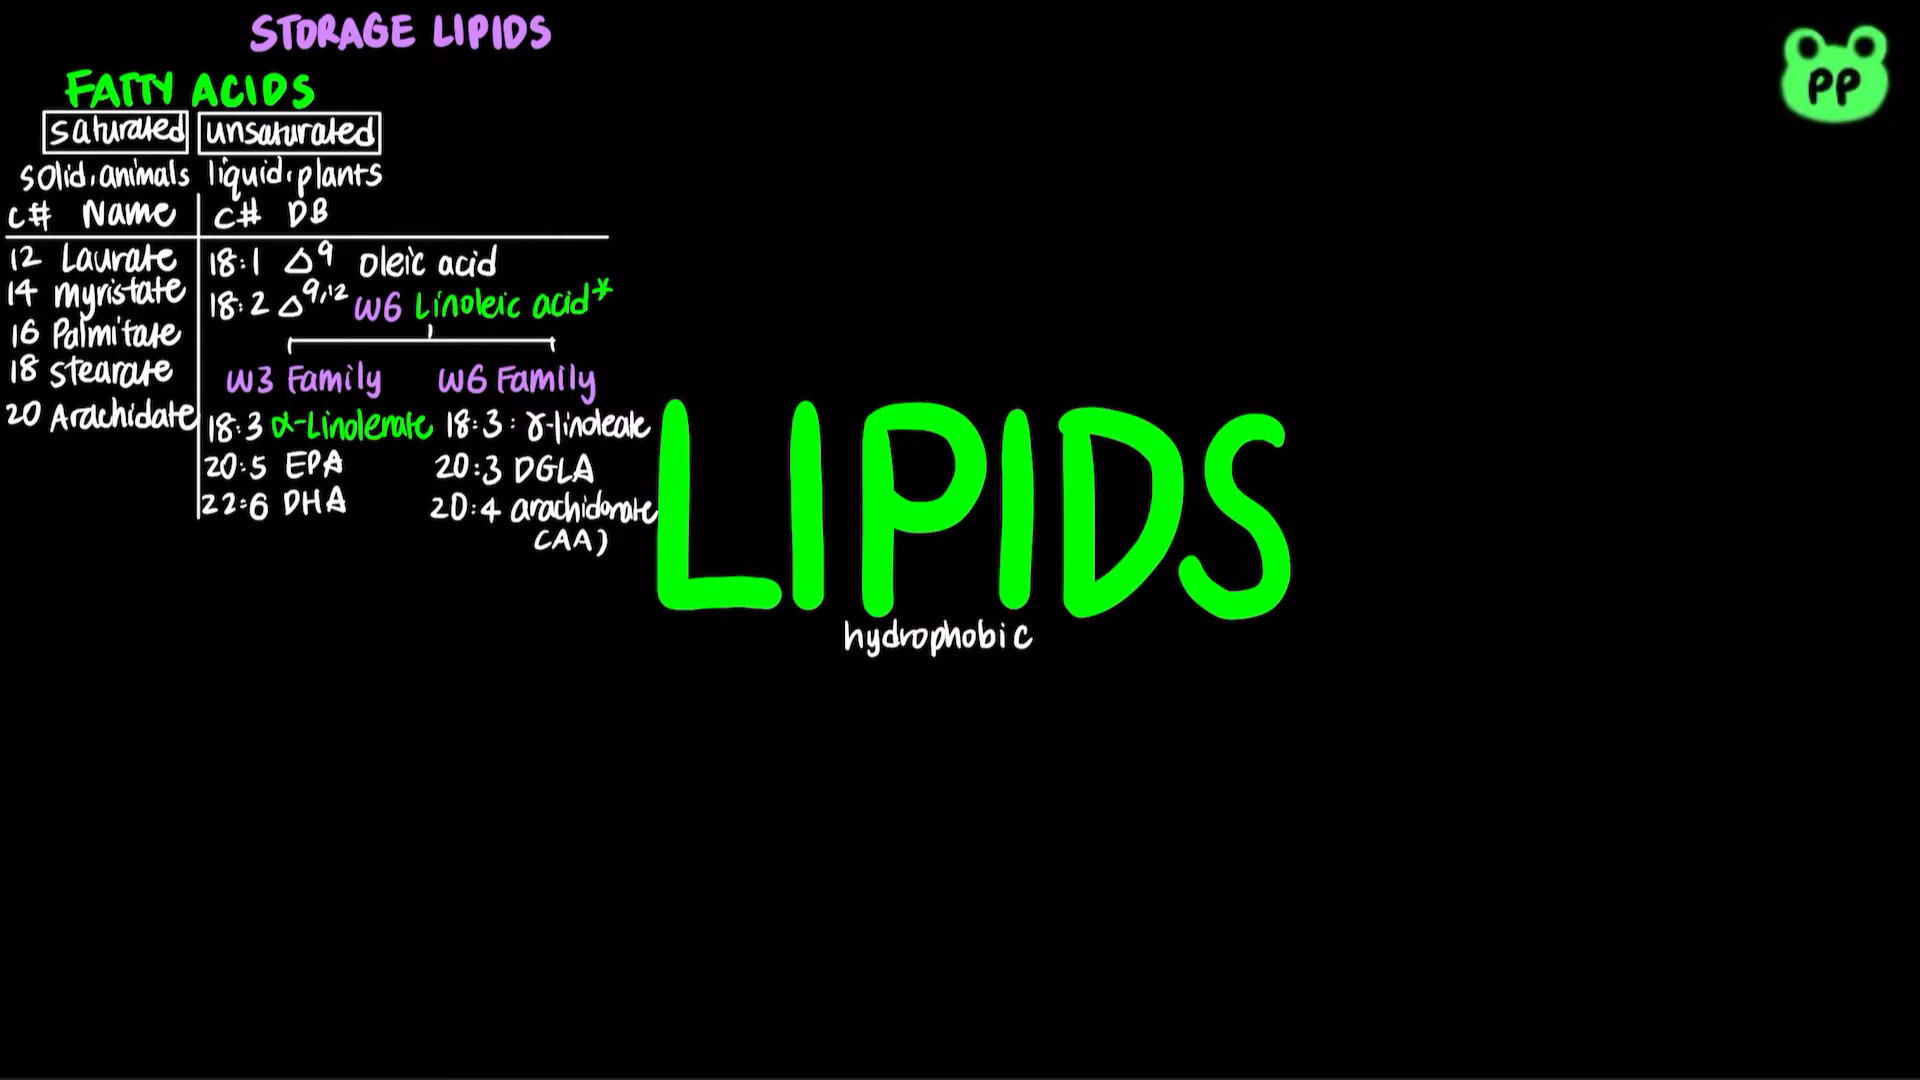 STORAGE LIPIDS
PP
FATTY ACIDS
saturated unsaturated
solid, animals liquid, plants
C# Name C# DB
12 Laurate 18:1 Δ9 oleic acid
14 myristate 18:2 Δ9,12 w6 Linoleic acid*
16 Palmitate
18 stearate w3 Family w6 Family
20 Arachidate 18:3 α-Linolenate 18:3: γ-linoleate
20:5 EPA 20:3 DGLA
22:6 DHA 20:4 arachidonate
(AA)
LIPIDS
hydrophobic